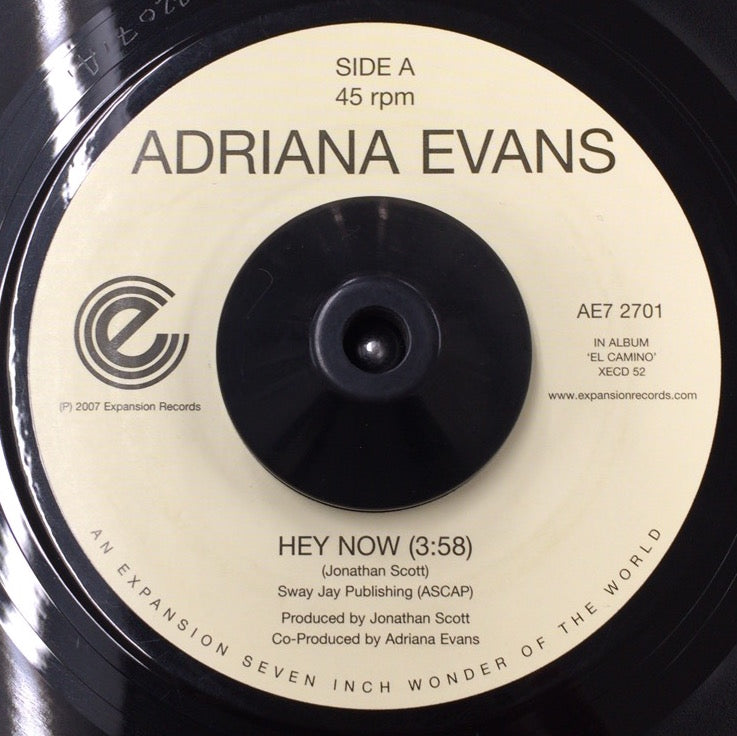 SIDE A
45 rpm
ADRIANA EVANS
e
(P) 2007 Expansion Records
AE7 2701
IN ALBUM
'EL CAMINO'
XECD 52
www.expansionrecords.com
HEY NOW (3:58)
(Jonathan Scott)
Sway Jay Publishing (ASCAP)
Produced by Jonathan Scott
Co-Produced by Adriana Evans
AN EXPANSION SEVEN INCH WONDER OF THE WORLD